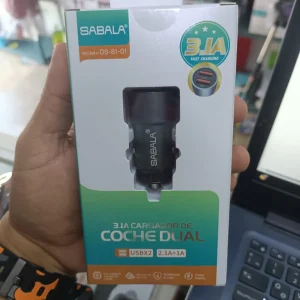 SABALA
DS-81-01
3.1A
FAST CHARGING
SABALA
3.1A CARGADOR DE
COCHE DUAL
USBX2
2.1A+1A